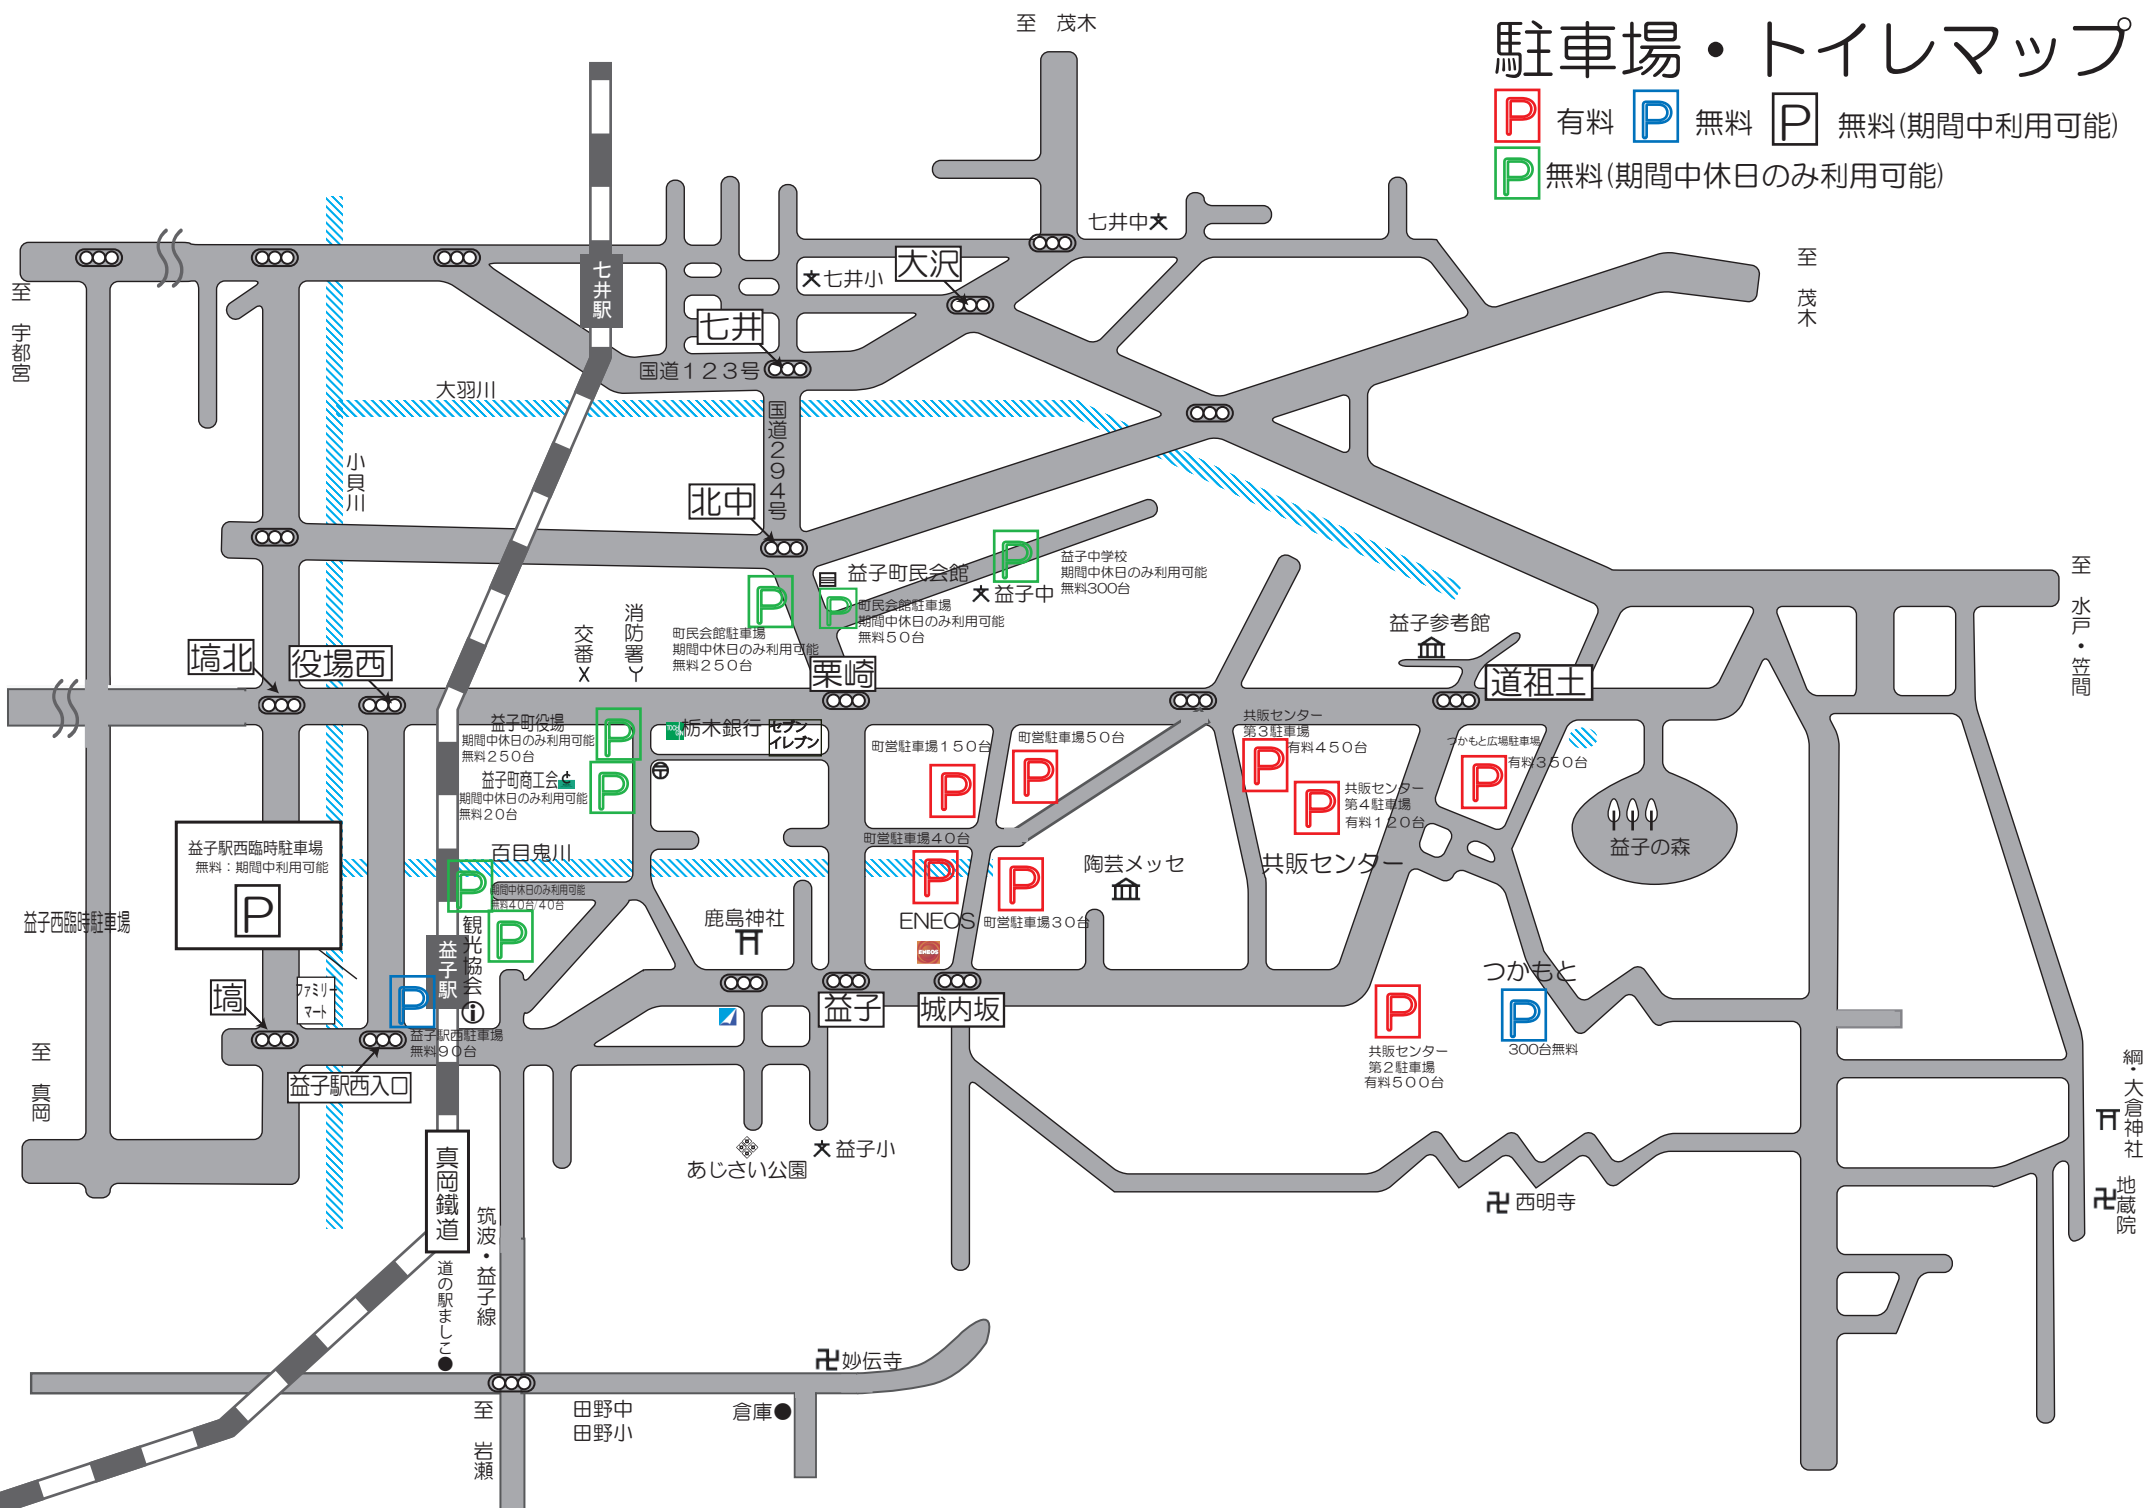 駐車場・トイレマップ
P 有料 P 無料 P 無料(期間中利用可能)
P 無料(期間中休日のみ利用可能)
至 茂木
七井中
至 茂木
至 宇都宮
七井駅
七井小
大沢
七井
国道123号
大羽川
国道294号
小貝川
北中
益子町民会館
P
益子中学校
期間中休日のみ利用可能
無料300台
益子中
P
町民会館駐車場
期間中休日のみ利用可能
無料50台
P
町民会館駐車場
期間中休日のみ利用可能
無料250台
消防署
交番
至 水戸・笠間
益子参考館
道祖土
塙北
役場西
栗崎
益子町役場
期間中休日のみ利用可能
無料250台
P
栃木銀行
セブン
イレブン
益子町商工会
期間中休日のみ利用可能
無料20台
P
町営駐車場150台
P
町営駐車場50台
P
共販センター
第3駐車場
有料450台
P
共販センター
第4駐車場
有料120台
P
つかもと広場駐車場
有料350台
P
益子の森
益子駅西臨時駐車場
無料：期間中利用可能
P
益子西臨時駐車場
百目鬼川
P
期間中休日のみ利用可能
無料40台/40台
P
町営駐車場40台
P
P
町営駐車場30台
ENEOS
ENEOS
陶芸メッセ
共販センター
鹿島神社
観光協会
益子駅
塙
ファミリー
マート
P
益子駅西駐車場
無料90台
益子駅西入口
益子
城内坂
P
共販センター
第2駐車場
有料500台
つかもと
P
300台無料
至 真岡
綱・大倉神社
地蔵院
あじさい公園
益子小
西明寺
真岡鐵道
筑波・益子線
道の駅ましこ
妙伝寺
倉庫
田野中
田野小
至 岩瀬